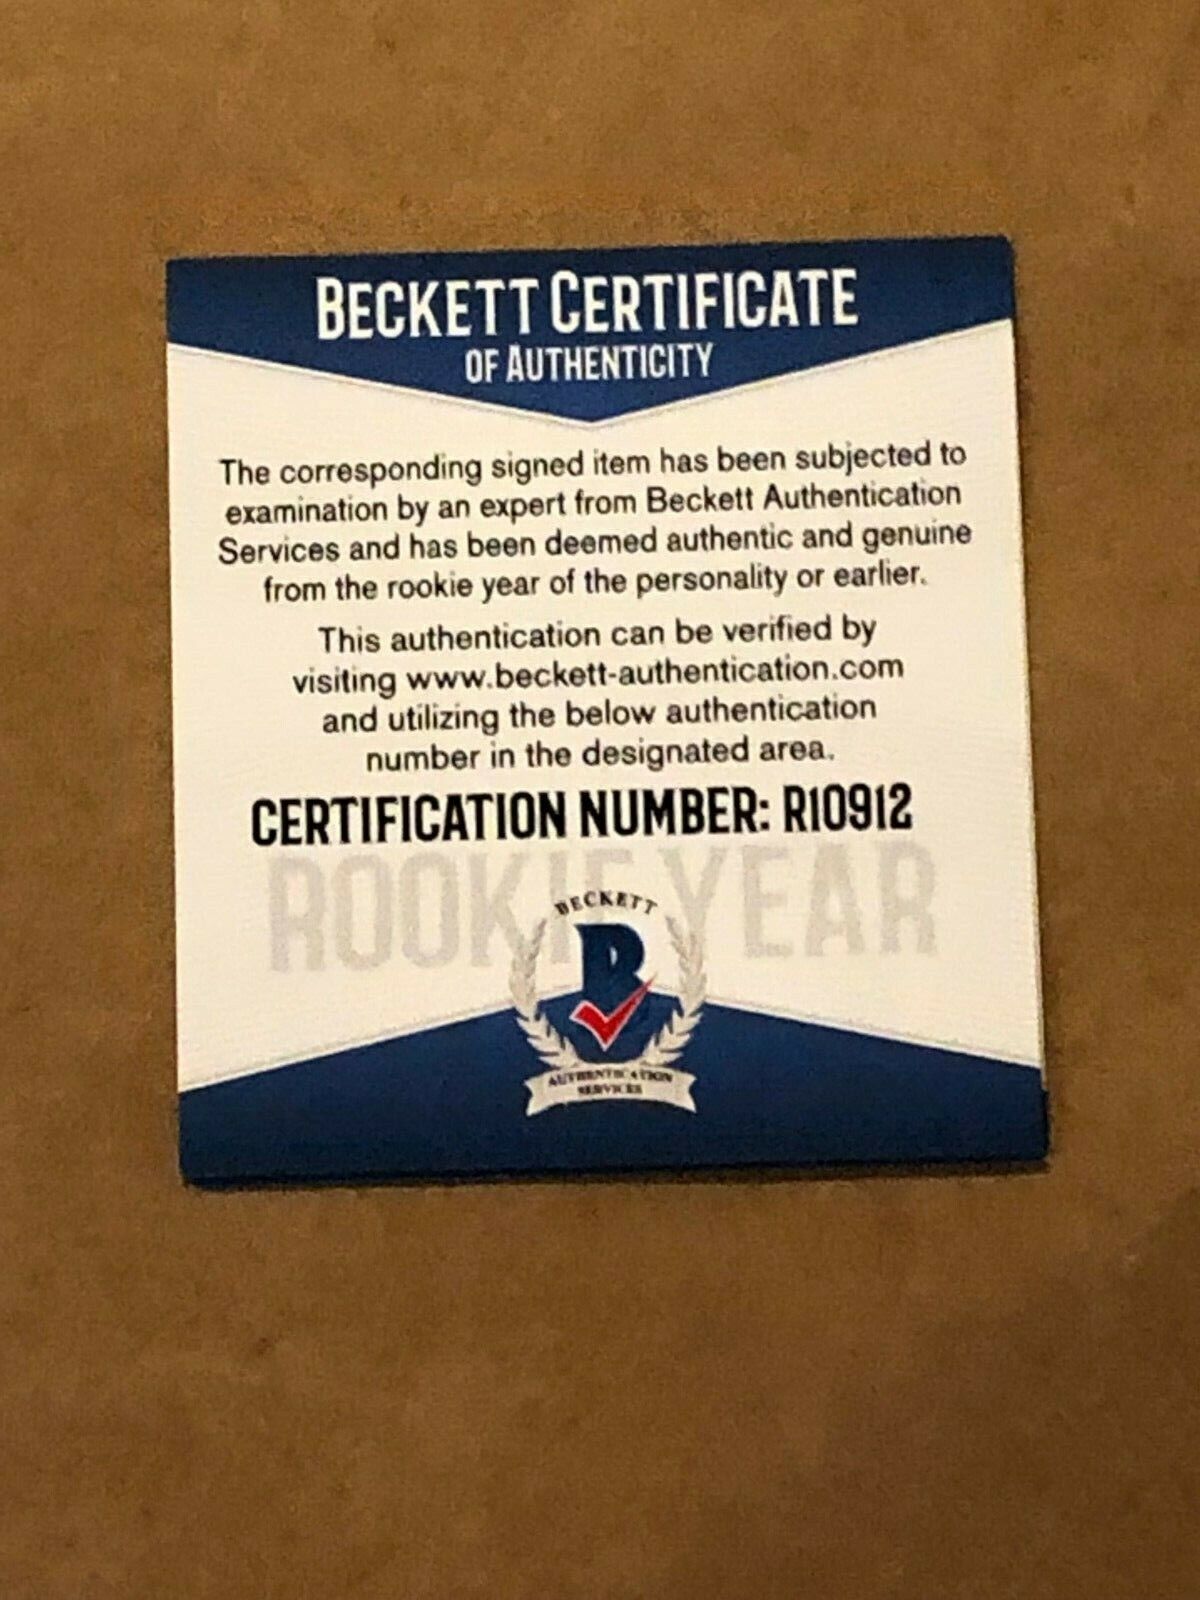 BECKETT CERTIFICATE
OF AUTHENTICITY
The corresponding signed item has been subjected to
examination by an expert from Beckett Authentication
Services and has been deemed authentic and genuine
from the rookie year of the personality or earlier.
This authentication can be verified by
visiting www.beckett-authentication.com
and utilizing the below authentication
number in the designated area.
CERTIFICATION NUMBER: R10912
ROOKIE YEAR
BECKETT
B
AUTHENTICATION
SERVICES